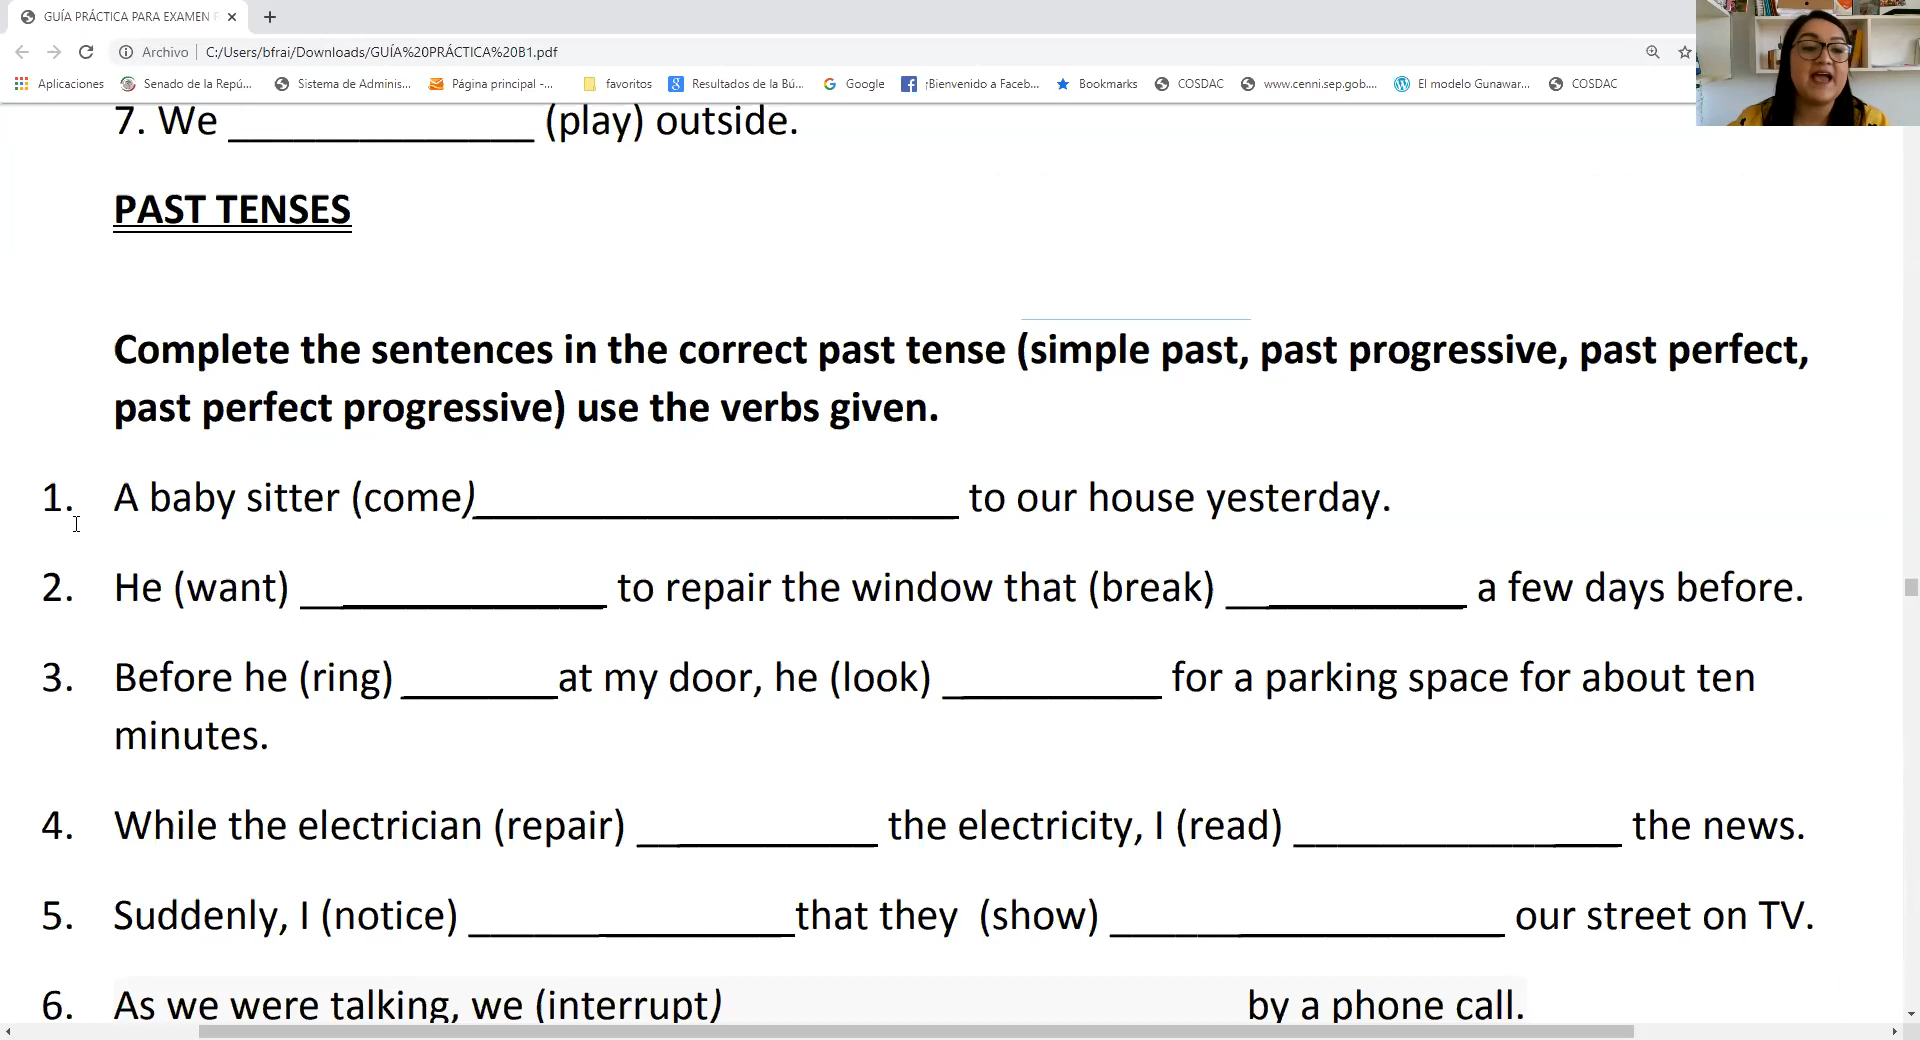 GUÍA PRÁCTICA PARA EXAMEN
Archivo C:/Users/bfrai/Downloads/GUÍA%20PRÁCTICA%20B1.pdf
Aplicaciones Senado de la Repú... Sistema de Adminis... Página principal -... favoritos Resultados de la Bú... Google ¡Bienvenido a Faceb... Bookmarks COSDAC www.cenni.sep.gob.... El modelo Gunawar... COSDAC
7. We ______________ (play) outside.
PAST TENSES
Complete the sentences in the correct past tense (simple past, past progressive, past perfect,
past perfect progressive) use the verbs given.
1. A baby sitter (come)______________________ to our house yesterday.
2. He (want) ______________ to repair the window that (break) ___________ a few days before.
3. Before he (ring) _______at my door, he (look) __________ for a parking space for about ten
minutes.
4. While the electrician (repair) ___________ the electricity, I (read) _______________ the news.
5. Suddenly, I (notice) _______________that they (show) __________________ our street on TV.
6. As we were talking, we (interrupt) by a phone call.